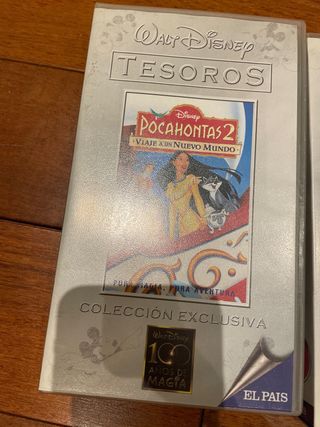 WALT DISNEY
TESOROS
Disney
POCAHONTAS 2
VIAJE A UN NUEVO MUNDO
PURA MAGIA, PURA AVENTURA
COLECCIÓN EXCLUSIVA
WALT DISNEY
100
AÑOS DE
MAGIA
EL PAIS